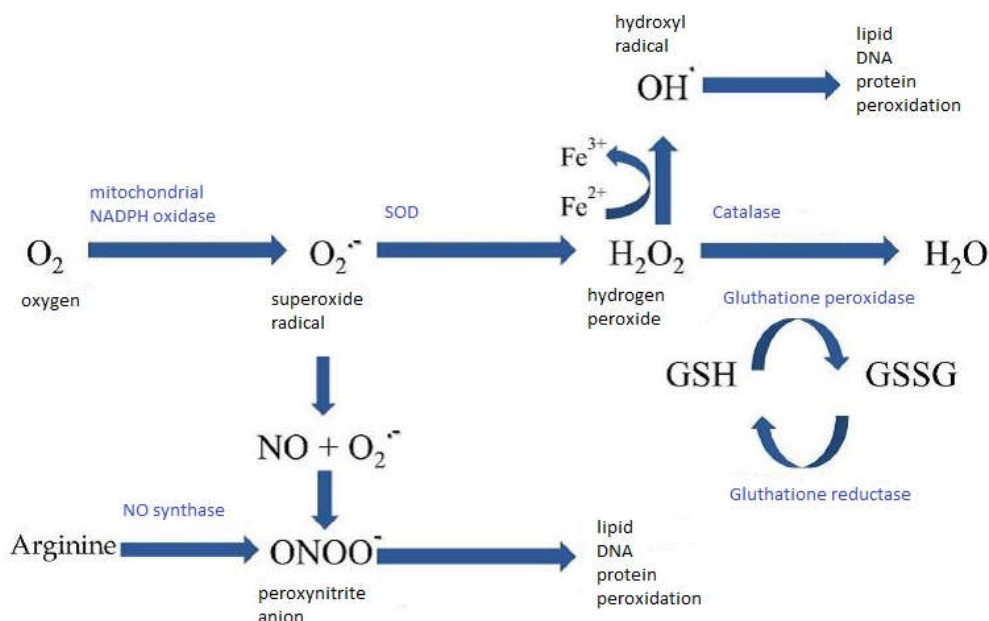 hydroxyl
radical
OH˙
lipid
DNA
protein
peroxidation
Fe³⁺
Fe²⁺
mitochondrial
NADPH oxidase
SOD
Catalase
O₂
O₂˙⁻
H₂O₂
H₂O
oxygen
superoxide
radical
hydrogen
peroxide
Gluthatione peroxidase
GSH
GSSG
Gluthatione reductase
NO + O₂˙⁻
NO synthase
Arginine
ONOO⁻
peroxynitrite
anion
lipid
DNA
protein
peroxidation